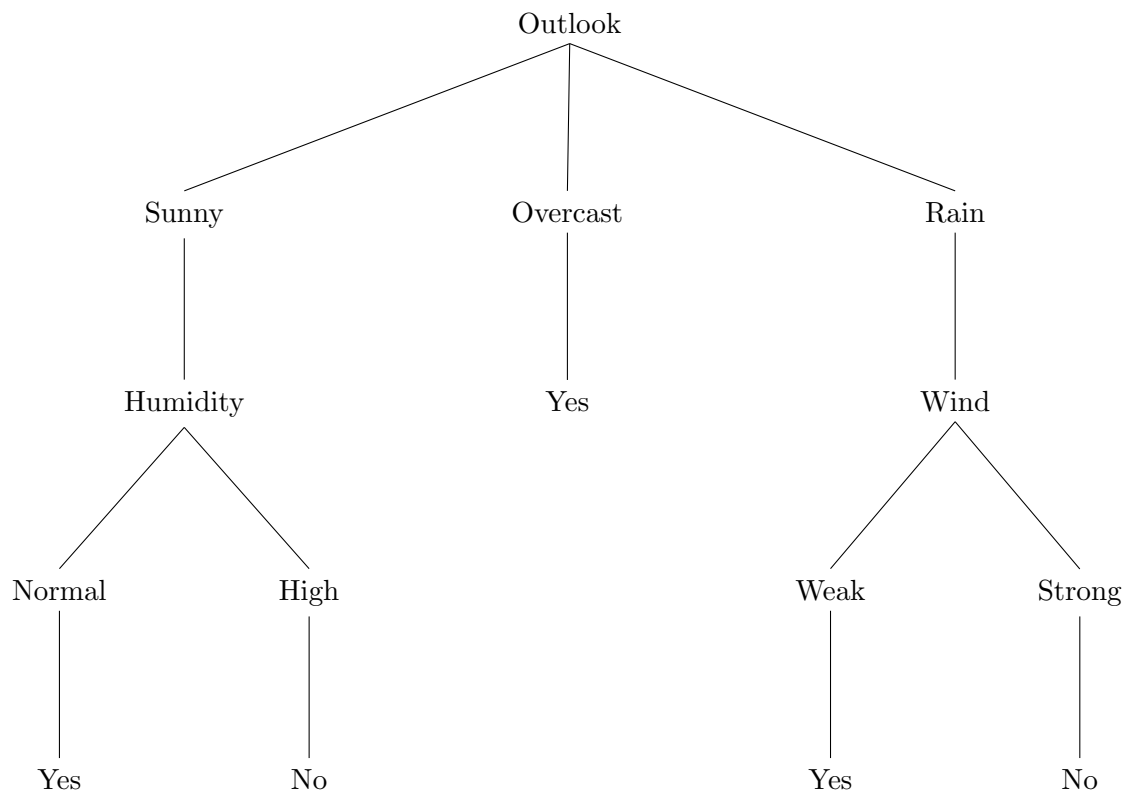 Outlook
Sunny Overcast Rain
Humidity Yes Wind
Normal High Weak Strong
Yes No Yes No